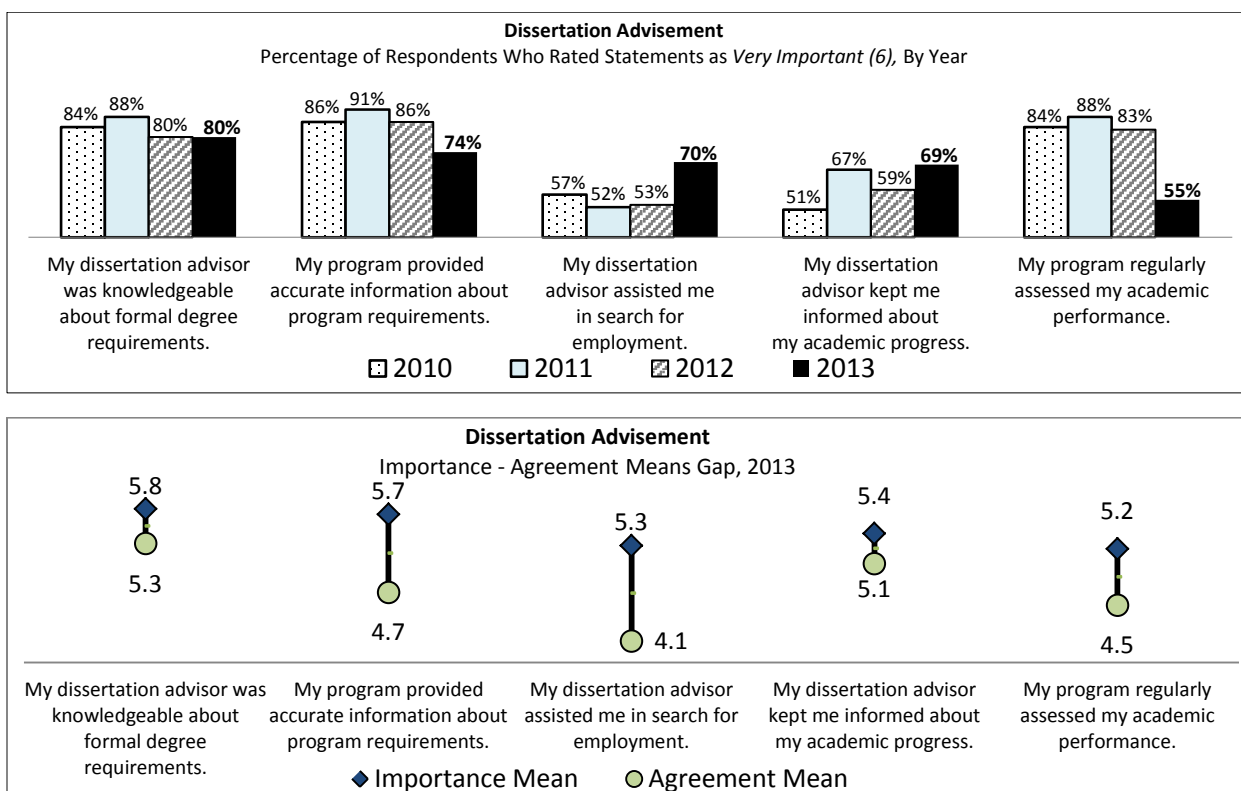 Dissertation Advisement
Percentage of Respondents Who Rated Statements as Very Important (6), By Year
84%
88%
80%
80%
86%
91%
86%
74%
57%
52%
53%
70%
51%
67%
59%
69%
84%
88%
83%
55%
My dissertation advisor
was knowledgeable
about formal degree
requirements.
My program provided
accurate information about
program requirements.
My dissertation
advisor assisted me
in search for
employment.
My dissertation
advisor kept me
informed about
my academic progress.
My program regularly
assessed my academic
performance.
2010
2011
2012
2013
Dissertation Advisement
Importance - Agreement Means Gap, 2013
5.8
5.3
5.7
4.7
5.3
4.1
5.4
5.1
5.2
4.5
My dissertation advisor was
knowledgeable about
formal degree
requirements.
My program provided
accurate information about
program requirements.
My dissertation advisor
assisted me in search for
employment.
My dissertation advisor
kept me informed about
my academic progress.
My program regularly
assessed my academic
performance.
Importance Mean
Agreement Mean